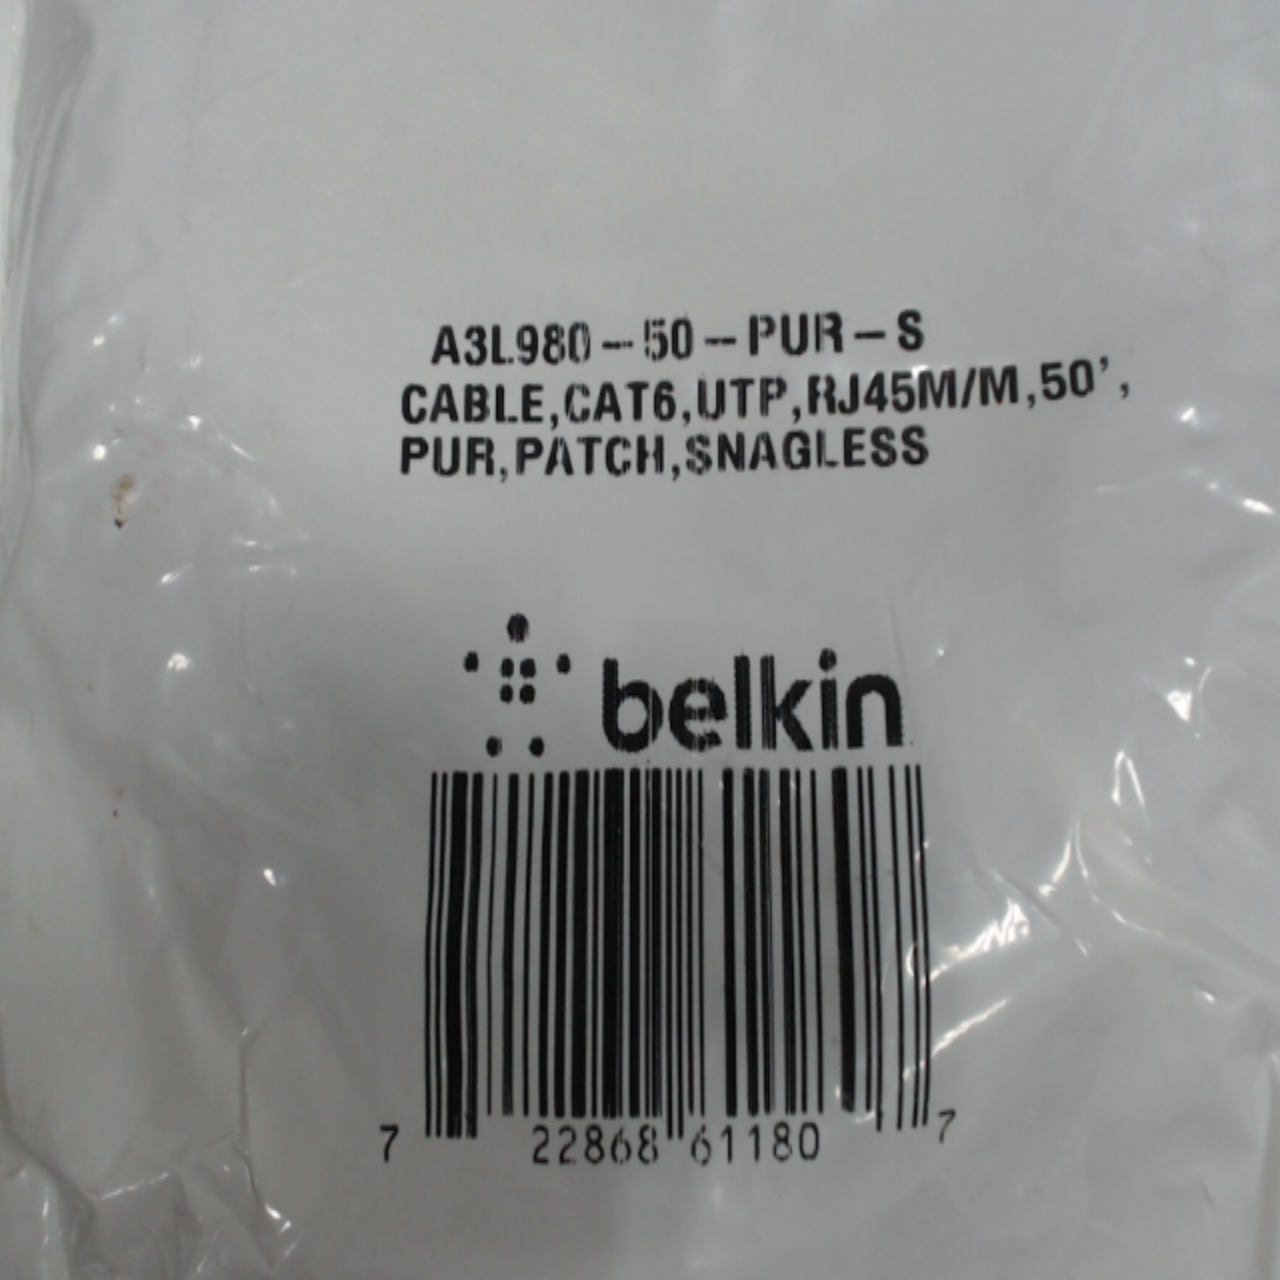 A3L980-50-PUR-S
CABLE,CAT6,UTP,RJ45M/M,50',
PUR,PATCH,SNAGLESS
belkin
7 22868 61180 7